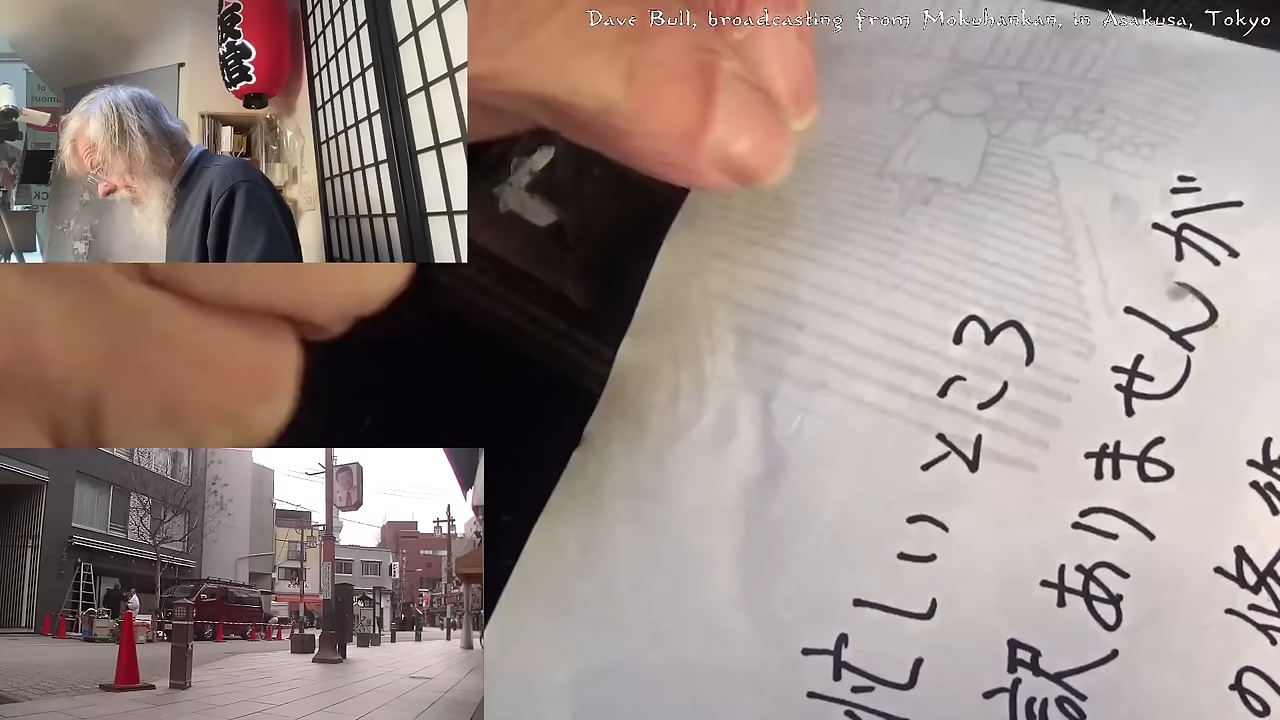 Dave Bull, broadcasting from Mokuhankan, in Asakusa, Tokyo
忙しいところ
訳ありませんが
の